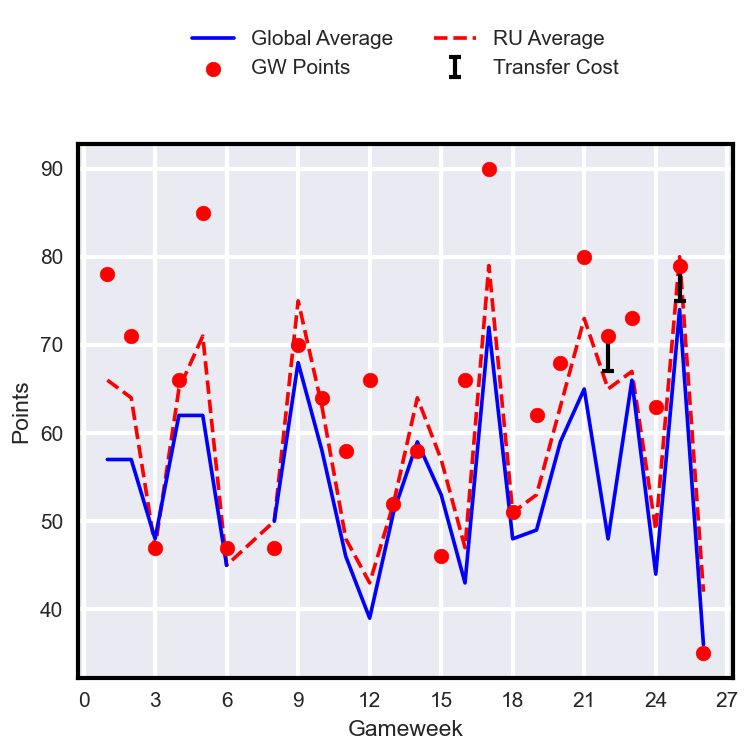 Global Average
RU Average
GW Points
Transfer Cost
90
80
70
60
50
40
Points
0 3 6 9 12 15 18 21 24 27
Gameweek